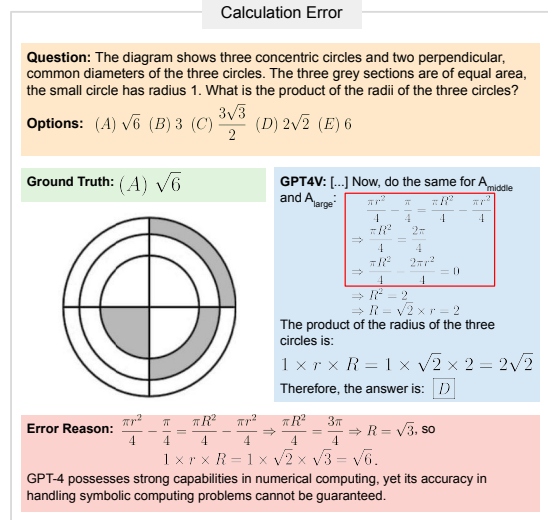 Calculation Error
Question: The diagram shows three concentric circles and two perpendicular,
common diameters of the three circles. The three grey sections are of equal area,
the small circle has radius 1. What is the product of the radii of the three circles?
Options: (A) √6 (B) 3 (C) 3√3/2 (D) 2√2 (E) 6
Ground Truth: (A) √6
GPT4V: [...] Now, do the same for A_middle
and A_large:
πr²/4 − π/4 = πR²/4 − πr²/4
⇒ πR²/4 = 2π/4
⇒ πR²/4 − 2πr²/4 = 0
⇒ R² = 2
⇒ R = √2 × r = 2
The product of the radius of the three
circles is:
1 × r × R = 1 × √2 × 2 = 2√2
Therefore, the answer is: D
Error Reason: πr²/4 − π/4 = πR²/4 − πr²/4 ⇒ πR²/4 = 3π/4 ⇒ R = √3, so
1 × r × R = 1 × √2 × √3 = √6.
GPT-4 possesses strong capabilities in numerical computing, yet its accuracy in
handling symbolic computing problems cannot be guaranteed.